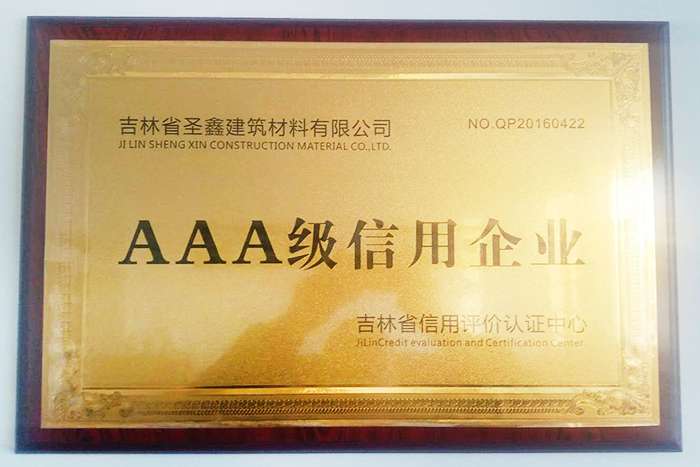 吉林省圣鑫建筑材料有限公司
NO.QP20160422
JI LIN SHENG XIN CONSTRUCTION MATERIAL CO.,LTD.
AAA级信用企业
吉林省信用评价认证中心
JiLinCredit evaluation and Certification Center